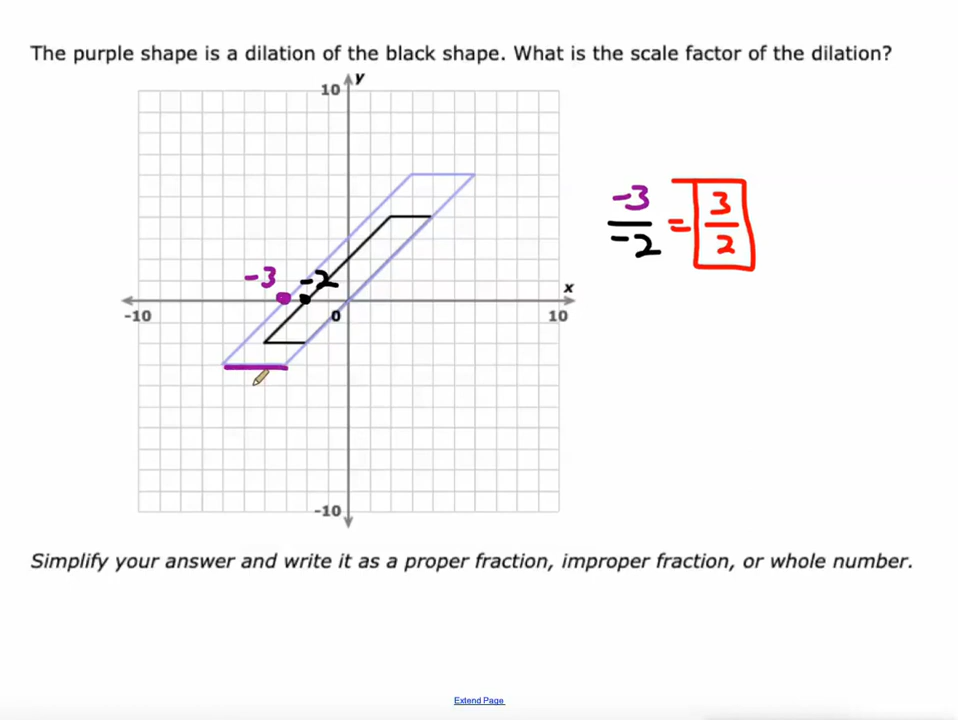 The purple shape is a dilation of the black shape. What is the scale factor of the dilation?
y
10
-3
-2
= 3
2
-3 -2
x
-10 0 10
-10
Simplify your answer and write it as a proper fraction, improper fraction, or whole number.
Extend Page